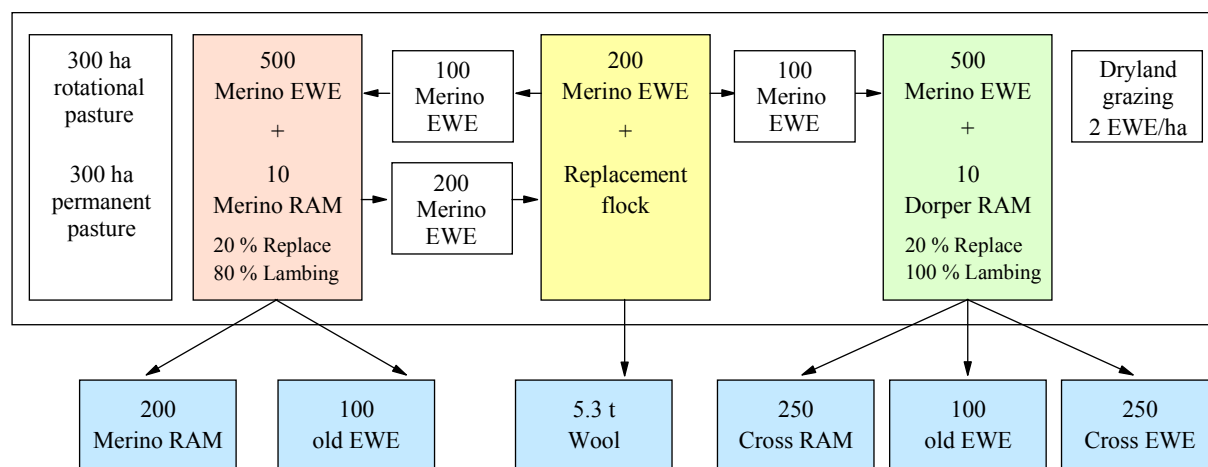 300 ha
rotational
pasture
300 ha
permanent
pasture
500
Merino EWE
+
10
Merino RAM
20 % Replace
80 % Lambing
100
Merino
EWE
200
Merino
EWE
200
Merino EWE
+
Replacement
flock
100
Merino
EWE
500
Merino EWE
+
10
Dorper RAM
20 % Replace
100 % Lambing
Dryland
grazing
2 EWE/ha
200
Merino RAM
100
old EWE
5.3 t
Wool
250
Cross RAM
100
old EWE
250
Cross EWE